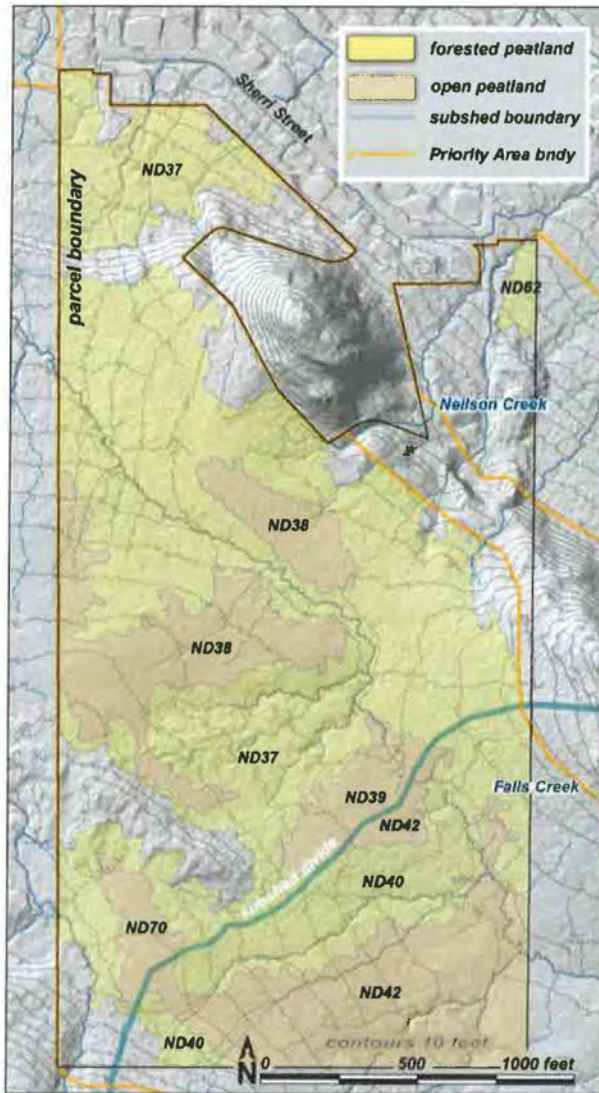 forested peatland
open peatland
subshed boundary
Priority Area bndy
Sherri Street
ND37
parcel boundary
ND62
Neilson Creek
ND38
ND38
ND37
ND39
Falls Creek
ND42
subshed divide
ND40
ND70
ND42
contours 10 feet
ND40
N
0 500 1000 feet